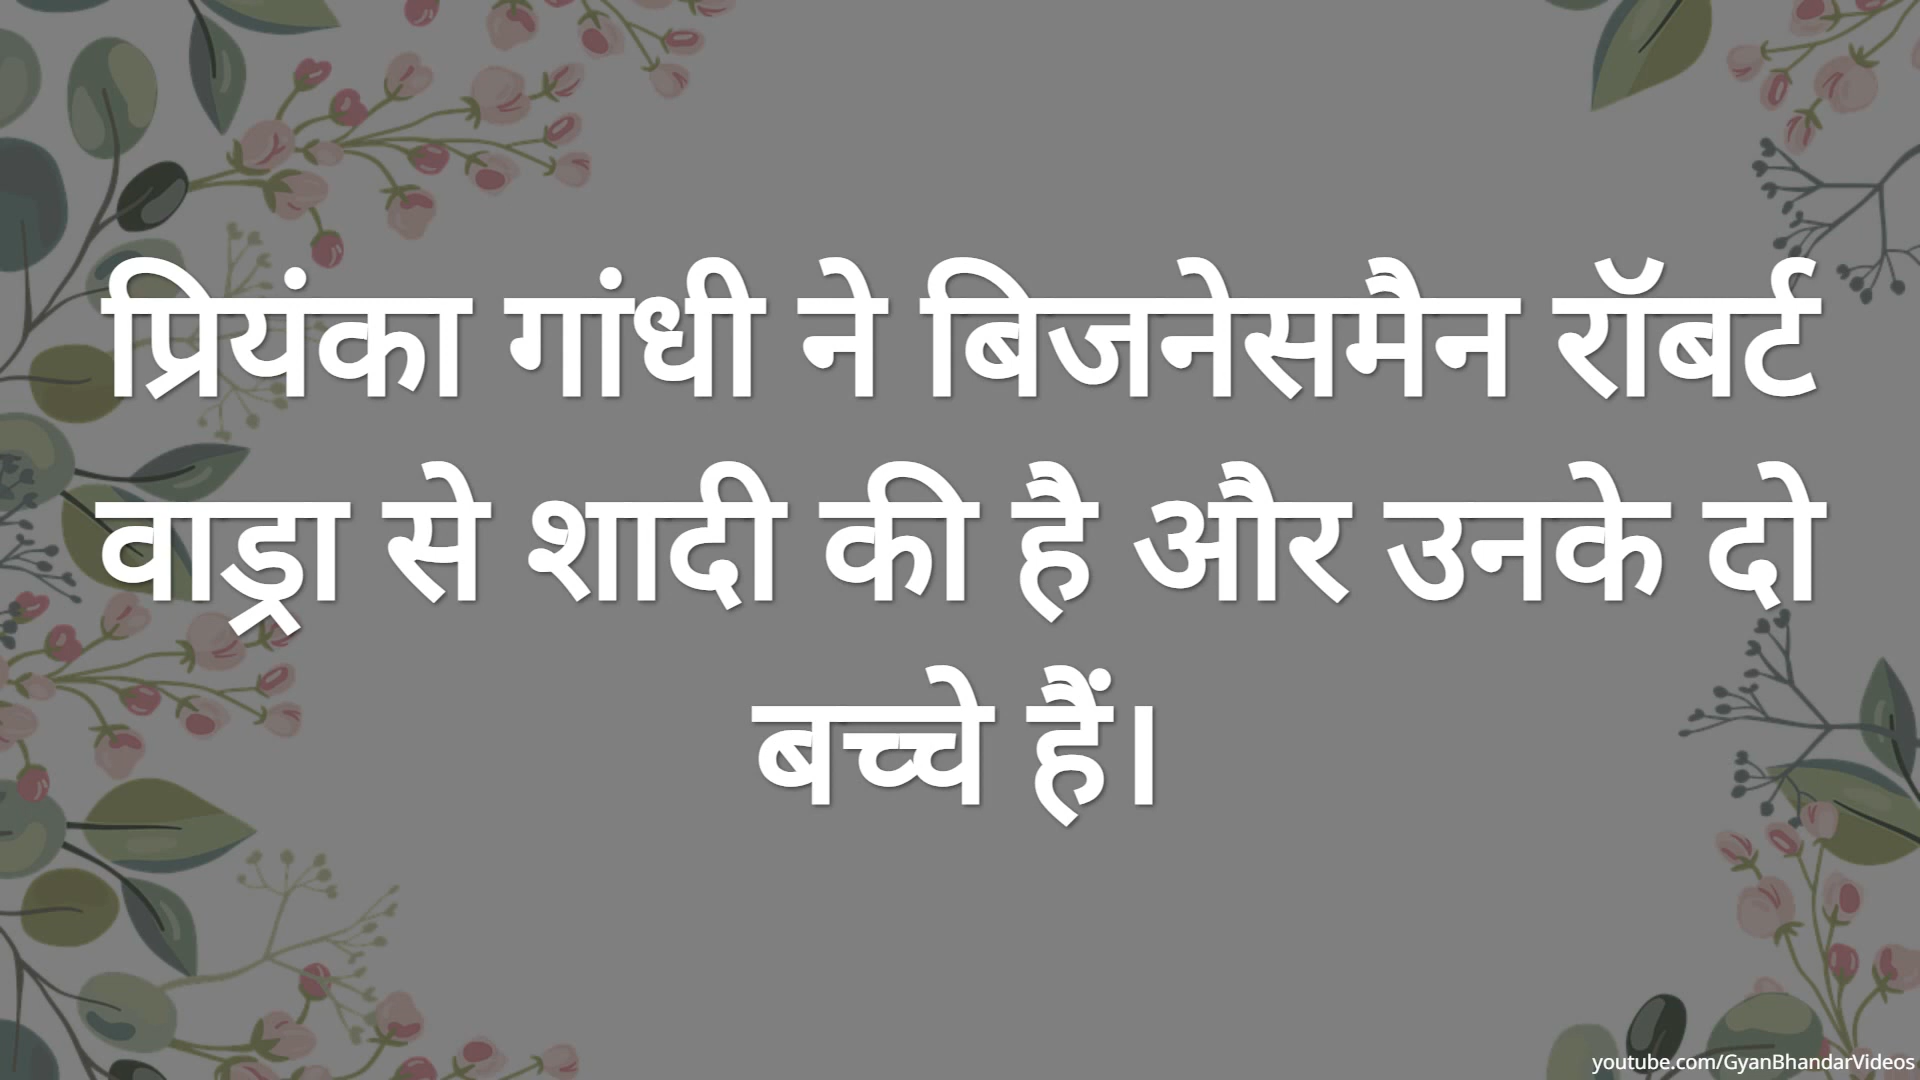 प्रियंका गांधी ने बिजनेसमैन रॉबर्ट
वाड्रा से शादी की है और उनके दो
बच्चे हैं।
youtube.com/GyanBhandarVideos